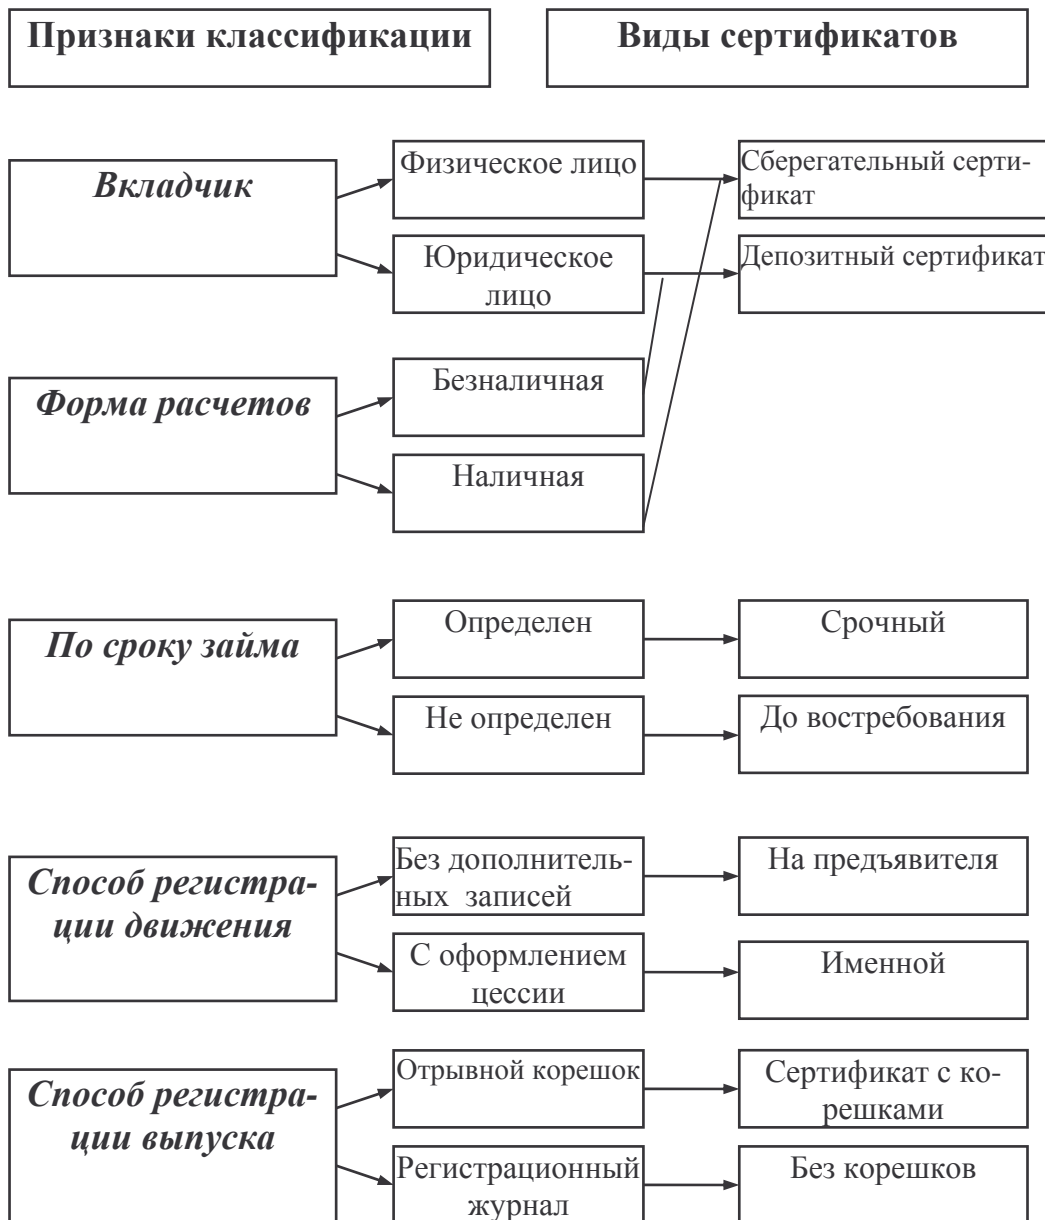 Признаки классификации
Виды сертификатов
Вкладчик
Физическое лицо
Сберегательный серти-
фикат
Юридическое
лицо
Депозитный сертификат
Форма расчетов
Безналичная
Наличная
По сроку займа
Определен
Срочный
Не определен
До востребования
Способ регистра-
ции движения
Без дополнитель-
ных записей
На предъявителя
С оформлением
цессии
Именной
Способ регистра-
ции выпуска
Отрывной корешок
Сертификат с ко-
решками
Регистрационный
журнал
Без корешков